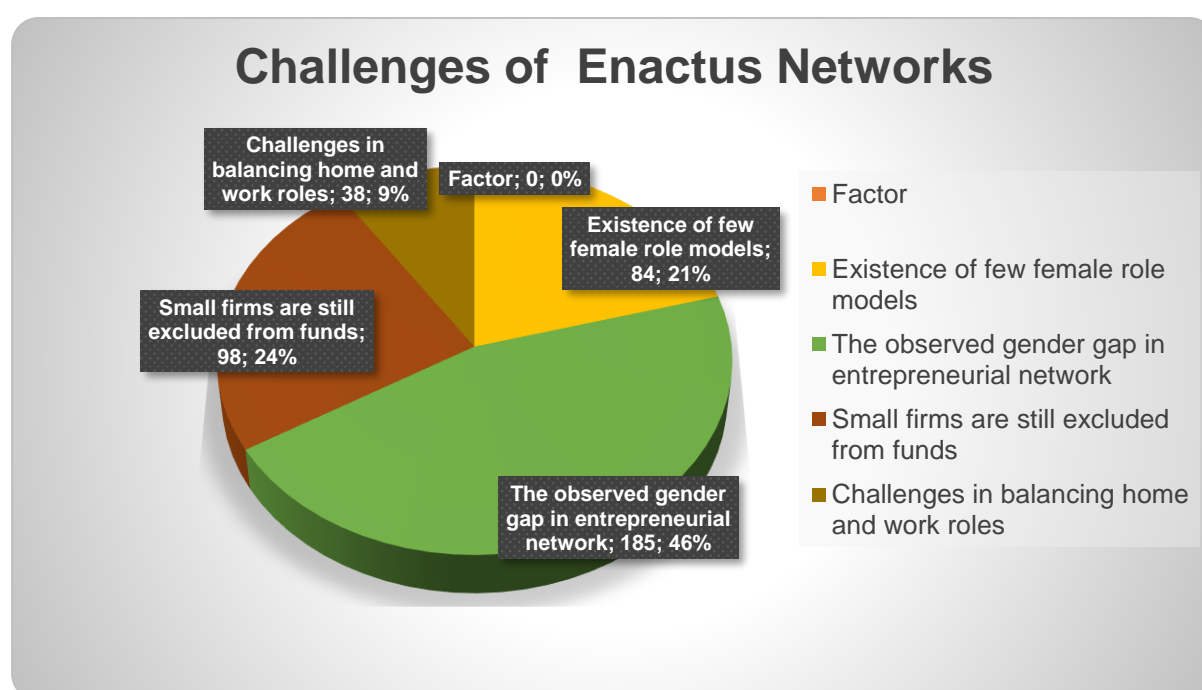 Challenges of  Enactus Networks
Challenges in
balancing home and
work roles; 38; 9%
Factor; 0; 0%
Existence of few
female role models;
84; 21%
Small firms are still
excluded from funds;
98; 24%
The observed gender
gap in entrepreneurial
network; 185; 46%
Factor
Existence of few female role
models
The observed gender gap in
entrepreneurial network
Small firms are still excluded
from funds
Challenges in balancing home
and work roles